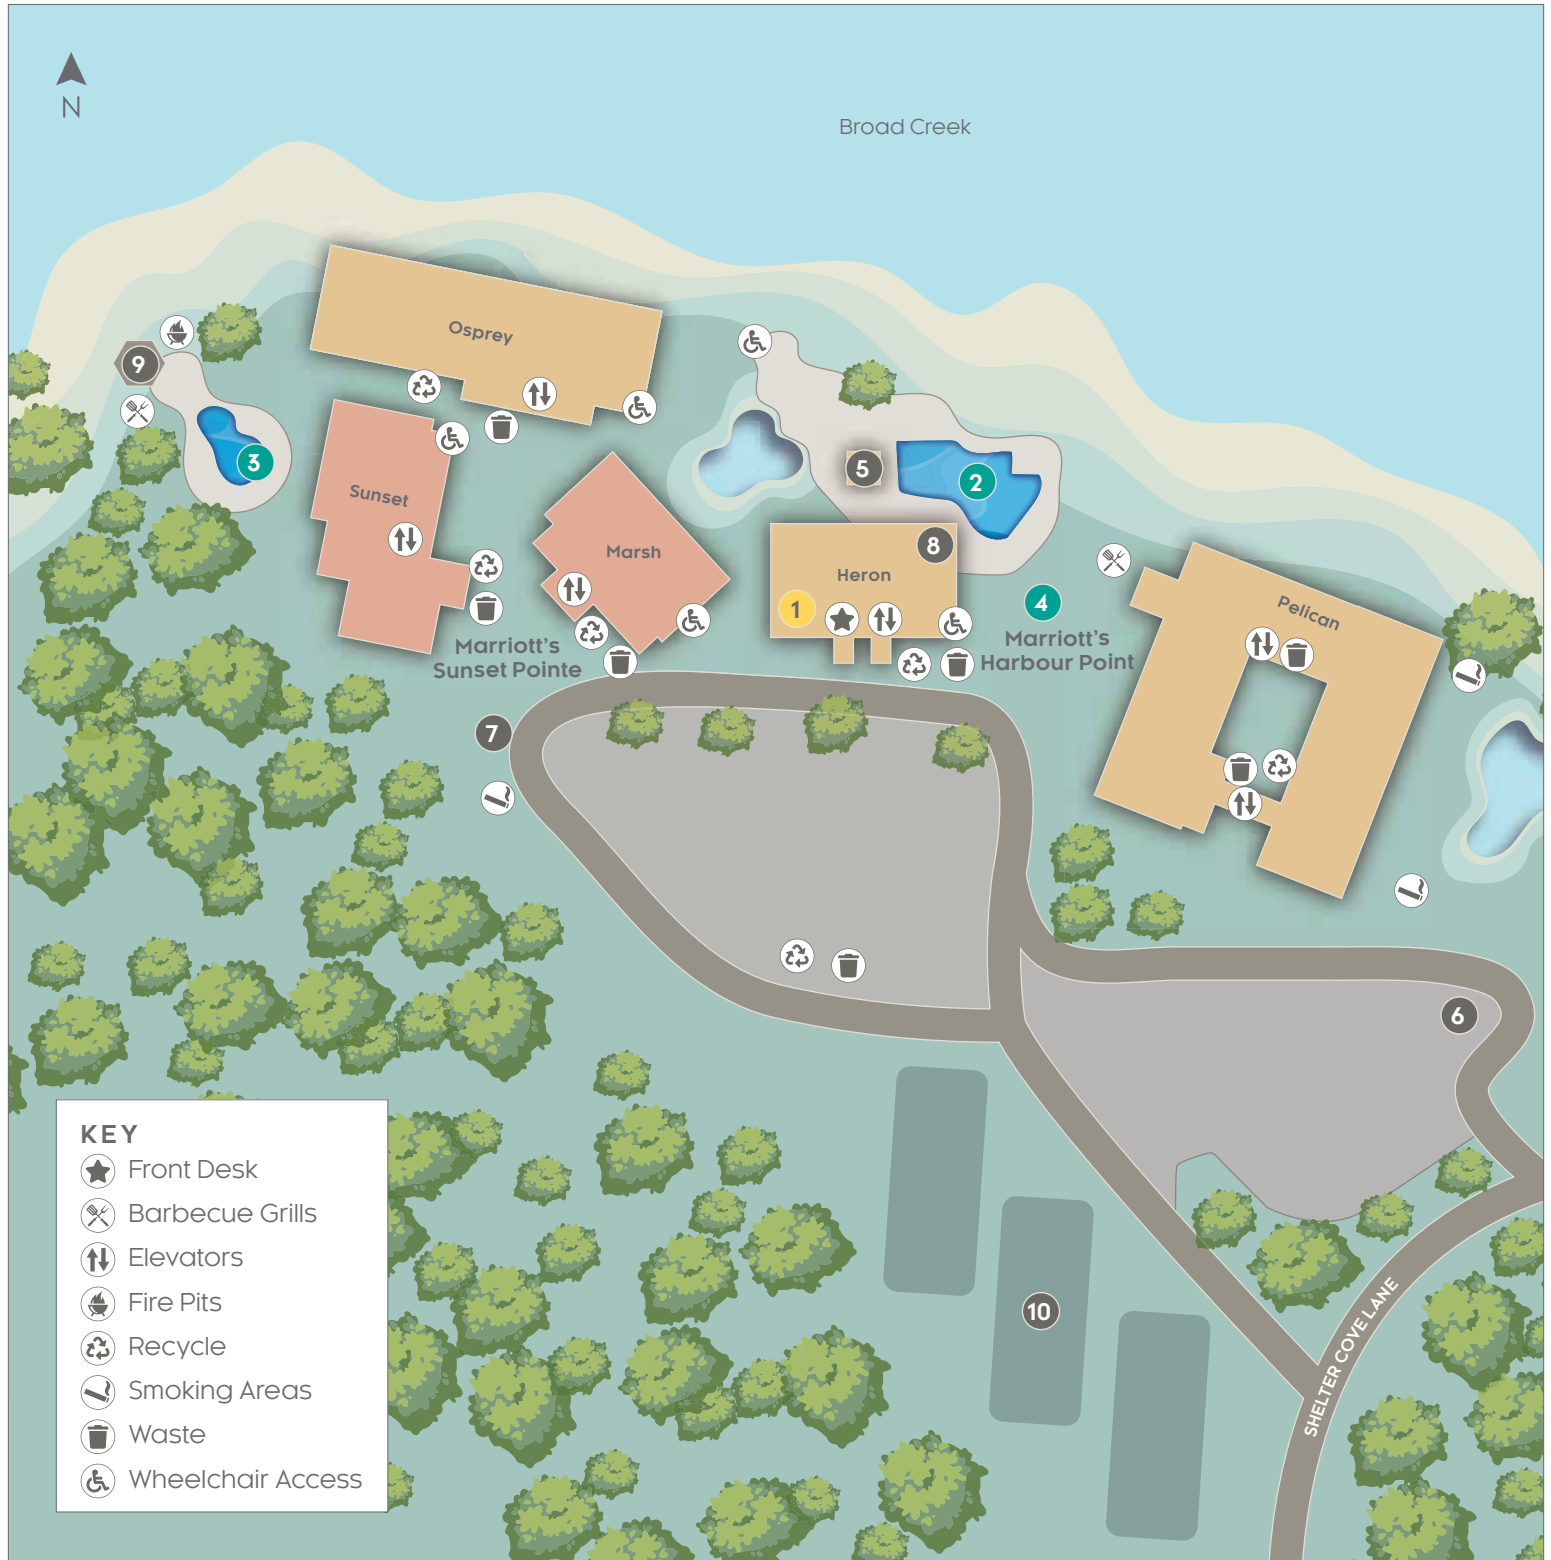 N
Broad Creek
Osprey
9
3
Sunset
5
2
Marsh
8
Heron
1
4
Pelican
Marriott's
Sunset Pointe
Marriott's
Harbour Point
7
6
10
SHELTER COVE LANE
KEY
Front Desk
Barbecue Grills
Elevators
Fire Pits
Recycle
Smoking Areas
Waste
Wheelchair Access